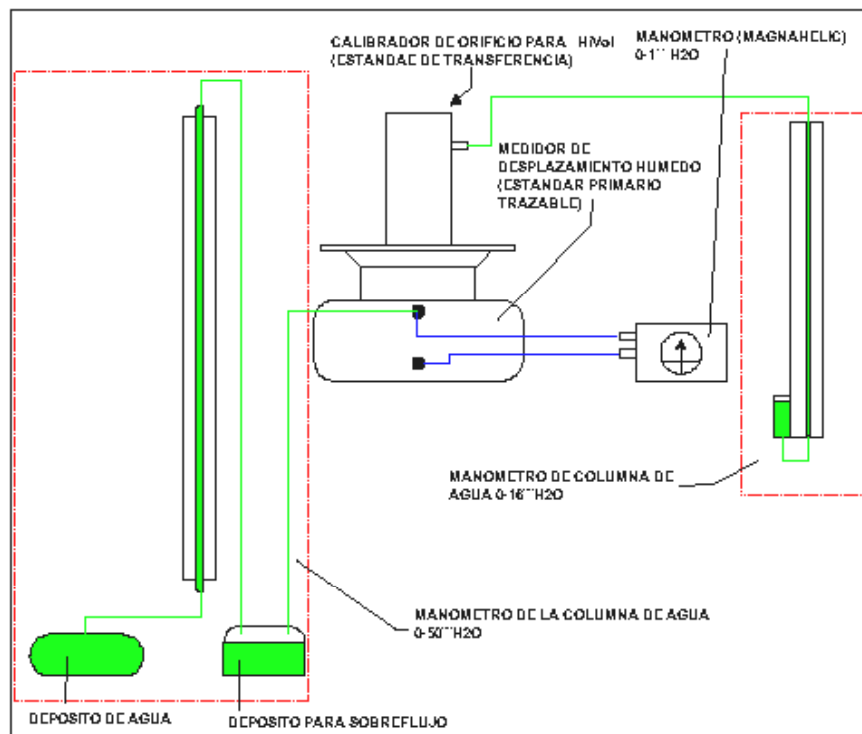 CALIBRADOR DE ORIFICIO PARA HiVol
(ESTANDAE DE TRANSFERENCIA)
MANOMETRO (MAGNAHELIC)
0-1´´ H2O
MEDIDOR DE
DESPLAZAMIENTO HUMEDO
(ESTANDAR PRIMARIO
TRAZABLE)
MANOMETRO DE COLUMNA DE
AGUA 0-16´´H2O
MANOMETRO DE LA COLUMNA DE AGUA
0-50´´H2O
DEPOSITO DE AGUA
DEPOSITO PARA SOBREFLUJO